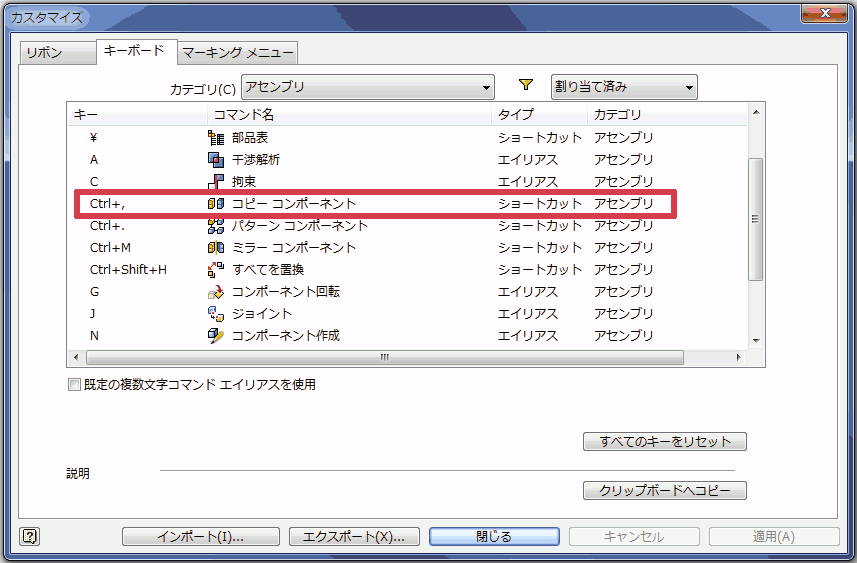 カスタマイズ
リボン キーボード マーキング メニュー
カテゴリ(C) アセンブリ 割り当て済み
キー コマンド名 タイプ カテゴリ
¥ 部品表 ショートカット アセンブリ
A 干渉解析 エイリアス アセンブリ
C 拘束 エイリアス アセンブリ
Ctrl+, コピー コンポーネント ショートカット アセンブリ
Ctrl+. パターン コンポーネント ショートカット アセンブリ
Ctrl+M ミラー コンポーネント ショートカット アセンブリ
Ctrl+Shift+H すべてを置換 ショートカット アセンブリ
G コンポーネント回転 エイリアス アセンブリ
J ジョイント エイリアス アセンブリ
N コンポーネント作成 エイリアス アセンブリ
既定の複数文字コマンド エイリアスを使用
すべてのキーをリセット
説明
クリップボードへコピー
インポート(I)... エクスポート(X)... 閉じる キャンセル 適用(A)